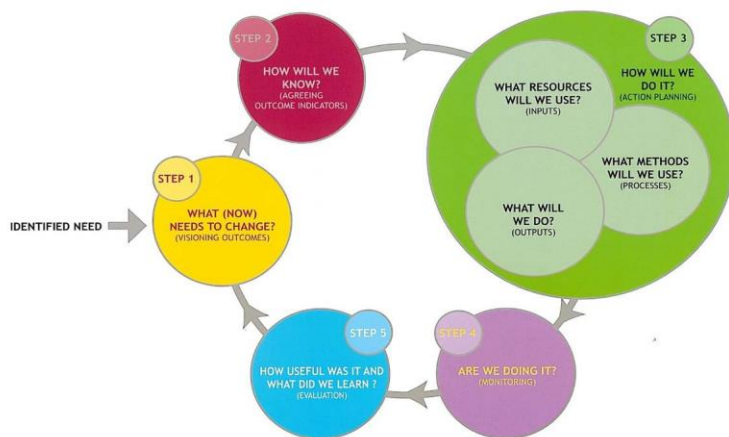 IDENTIFIED NEED
STEP 1
WHAT (NOW)
NEEDS TO CHANGE?
(VISIONING OUTCOMES)
STEP 2
HOW WILL WE
KNOW?
(AGREEING
OUTCOME INDICATORS)
STEP 3
HOW WILL WE
DO IT?
(ACTION PLANNING)
WHAT RESOURCES
WILL WE USE?
(INPUTS)
WHAT METHODS
WILL WE USE?
(PROCESSES)
WHAT WILL
WE DO?
(OUTPUTS)
STEP 4
ARE WE DOING IT?
(MONITORING)
STEP 5
HOW USEFUL WAS IT AND
WHAT DID WE LEARN ?
(EVALUATION)